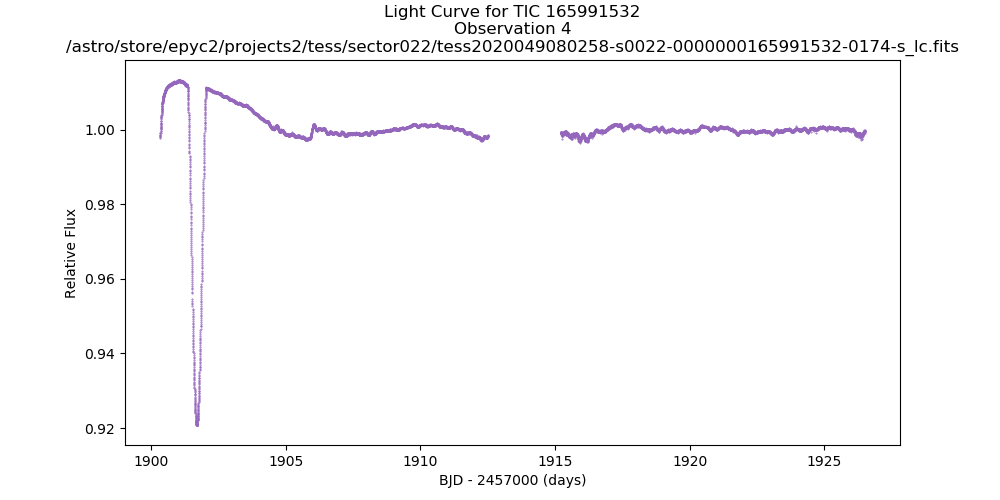 Light Curve for TIC 165991532
Observation 4
/astro/store/epyc2/projects2/tess/sector022/tess2020049080258-s0022-0000000165991532-0174-s_lc.fits
1.00
0.98
0.96
0.94
0.92
Relative Flux
1900
1905
1910
1915
1920
1925
BJD - 2457000 (days)